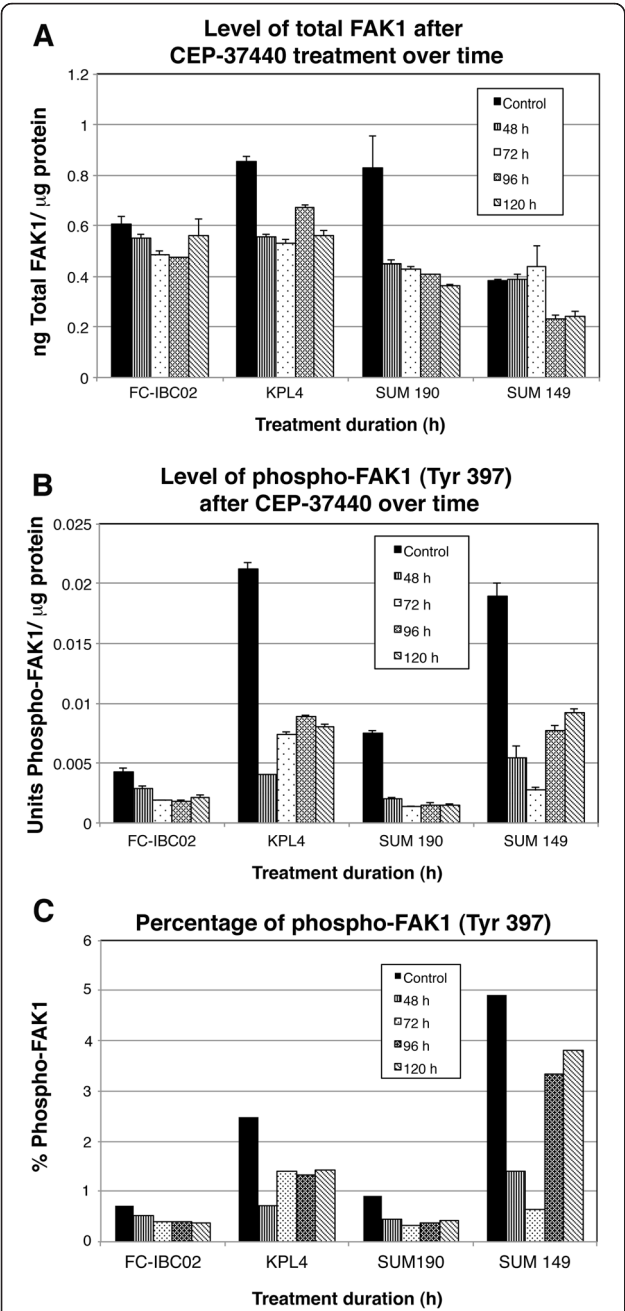 A
Level of total FAK1 after
CEP-37440 treatment over time
ng Total FAK1/ µg protein
1.2
1
0.8
0.6
0.4
0.2
0
Control
48 h
72 h
96 h
120 h
FC-IBC02 KPL4 SUM 190 SUM 149
Treatment duration (h)
B
Level of phospho-FAK1 (Tyr 397)
after CEP-37440 over time
Units Phospho-FAK1/ µg protein
0.025
0.02
0.015
0.01
0.005
0
Control
48 h
72 h
96 h
120 h
FC-IBC02 KPL4 SUM 190 SUM 149
Treatment duration (h)
C
Percentage of phospho-FAK1 (Tyr 397)
% Phospho-FAK1
6
5
4
3
2
1
0
Control
48 h
72 h
96 h
120 h
FC-IBC02 KPL4 SUM190 SUM 149
Treatment duration (h)